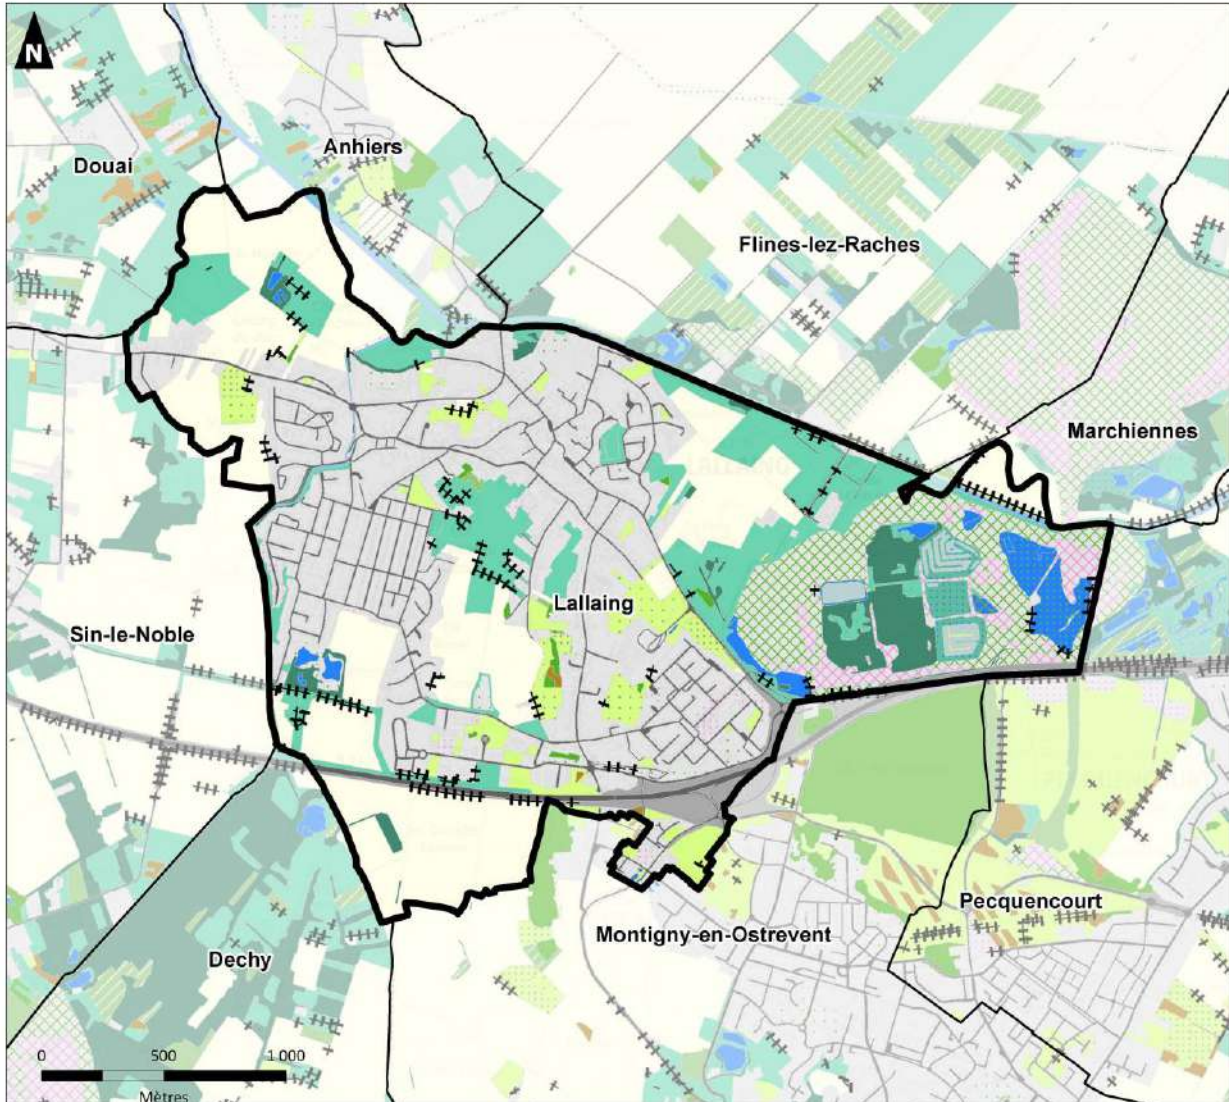 N
Anhiers
Douai
Flines-lez-Raches
Marchiennes
Lallaing
Sin-le-Noble
Pecquencourt
Montigny-en-Ostrevent
Dechy
0 500 1 000
Mètres